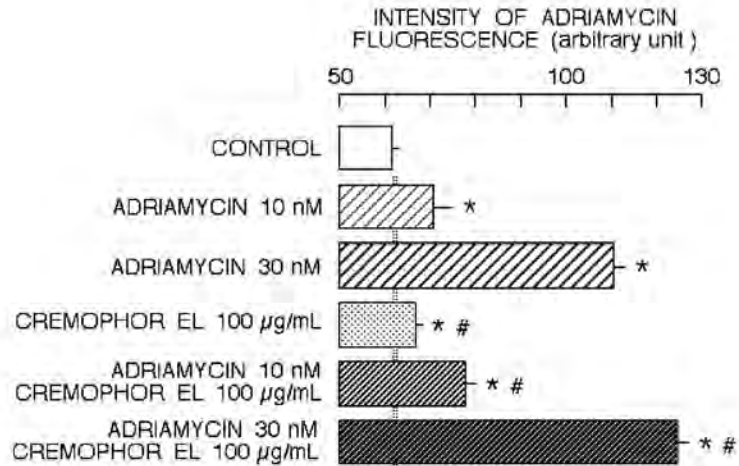 INTENSITY OF ADRIAMYCIN
FLUORESCENCE (arbitrary unit)
50 100 130
CONTROL
ADRIAMYCIN 10 nM *
ADRIAMYCIN 30 nM *
CREMOPHOR EL 100 µg/mL * #
ADRIAMYCIN 10 nM
CREMOPHOR EL 100 µg/mL * #
ADRIAMYCIN 30 nM
CREMOPHOR EL 100 µg/mL * #